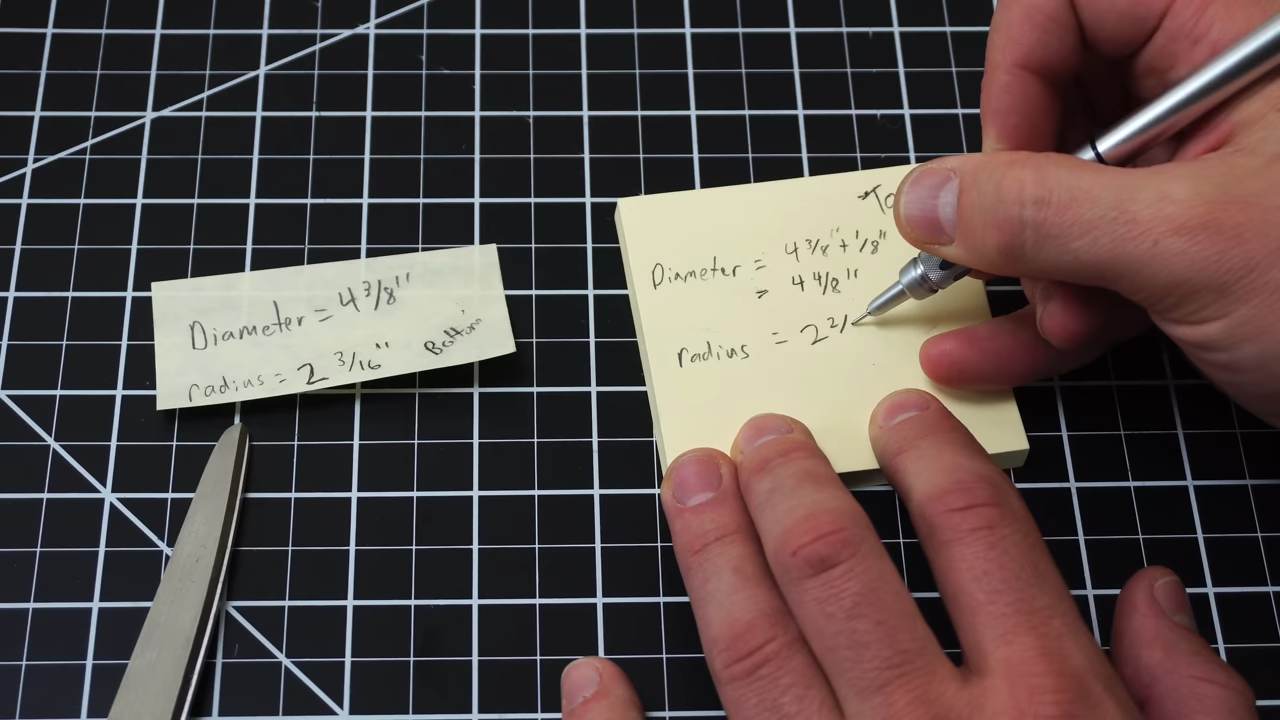 Diameter = 4 3/8"
radius = 2 3/16"
Bottom
To
Diameter = 4 3/8" + 1/8"
= 4 4/8"
radius = 2 2/